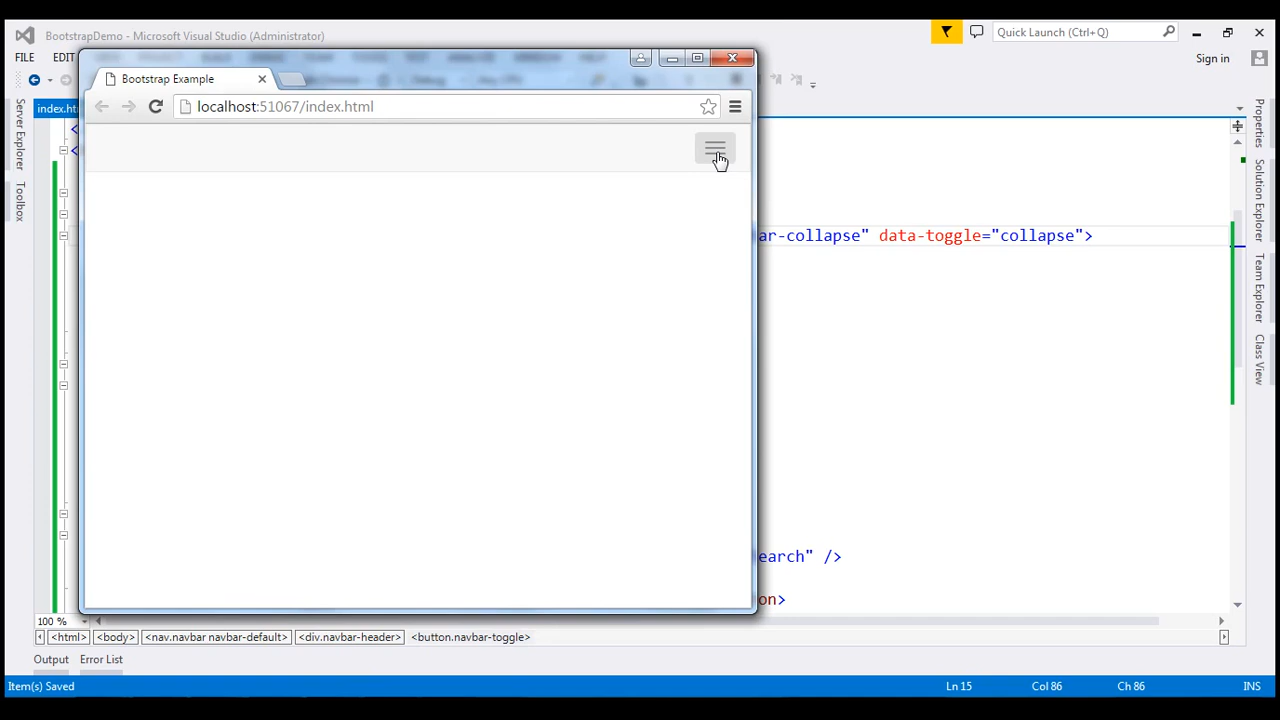 BootstrapDemo - Microsoft Visual Studio (Administrator)
Quick Launch (Ctrl+Q)
FILE EDIT
Sign in
Bootstrap Example
localhost:51067/index.html
index.ht
Server Explorer
Toolbox
Properties
Solution Explorer
Team Explorer
Class View
ar-collapse" data-toggle="collapse">
earch" />
on>
100 %
<html> <body> <nav.navbar navbar-default> <div.navbar-header> <button.navbar-toggle>
Output Error List
Item(s) Saved Ln 15 Col 86 Ch 86 INS